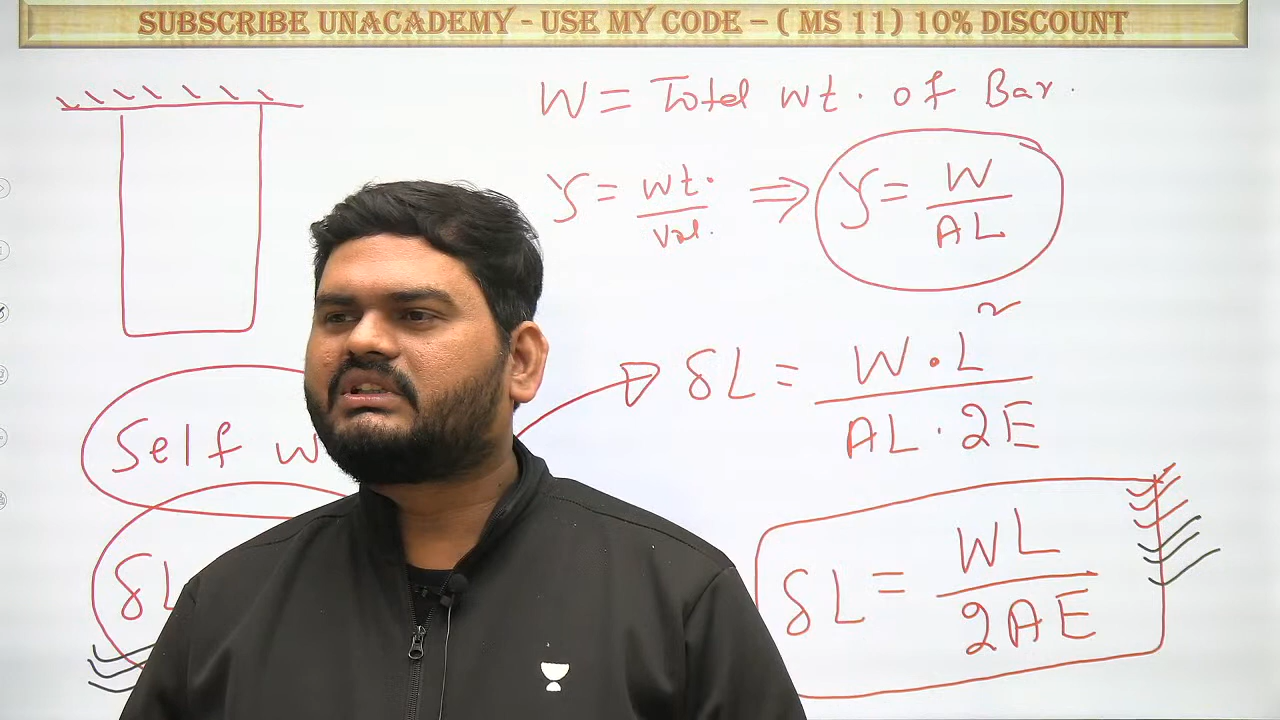 SUBSCRIBE UNACADEMY - USE MY CODE – ( MS 11) 10% DISCOUNT
W = Total wt. of Bar.
γ = wt. / Vol. ⇒ γ = W / AL
δL = W·L² / AL·2E
Self w
δL
δL = WL / 2AE